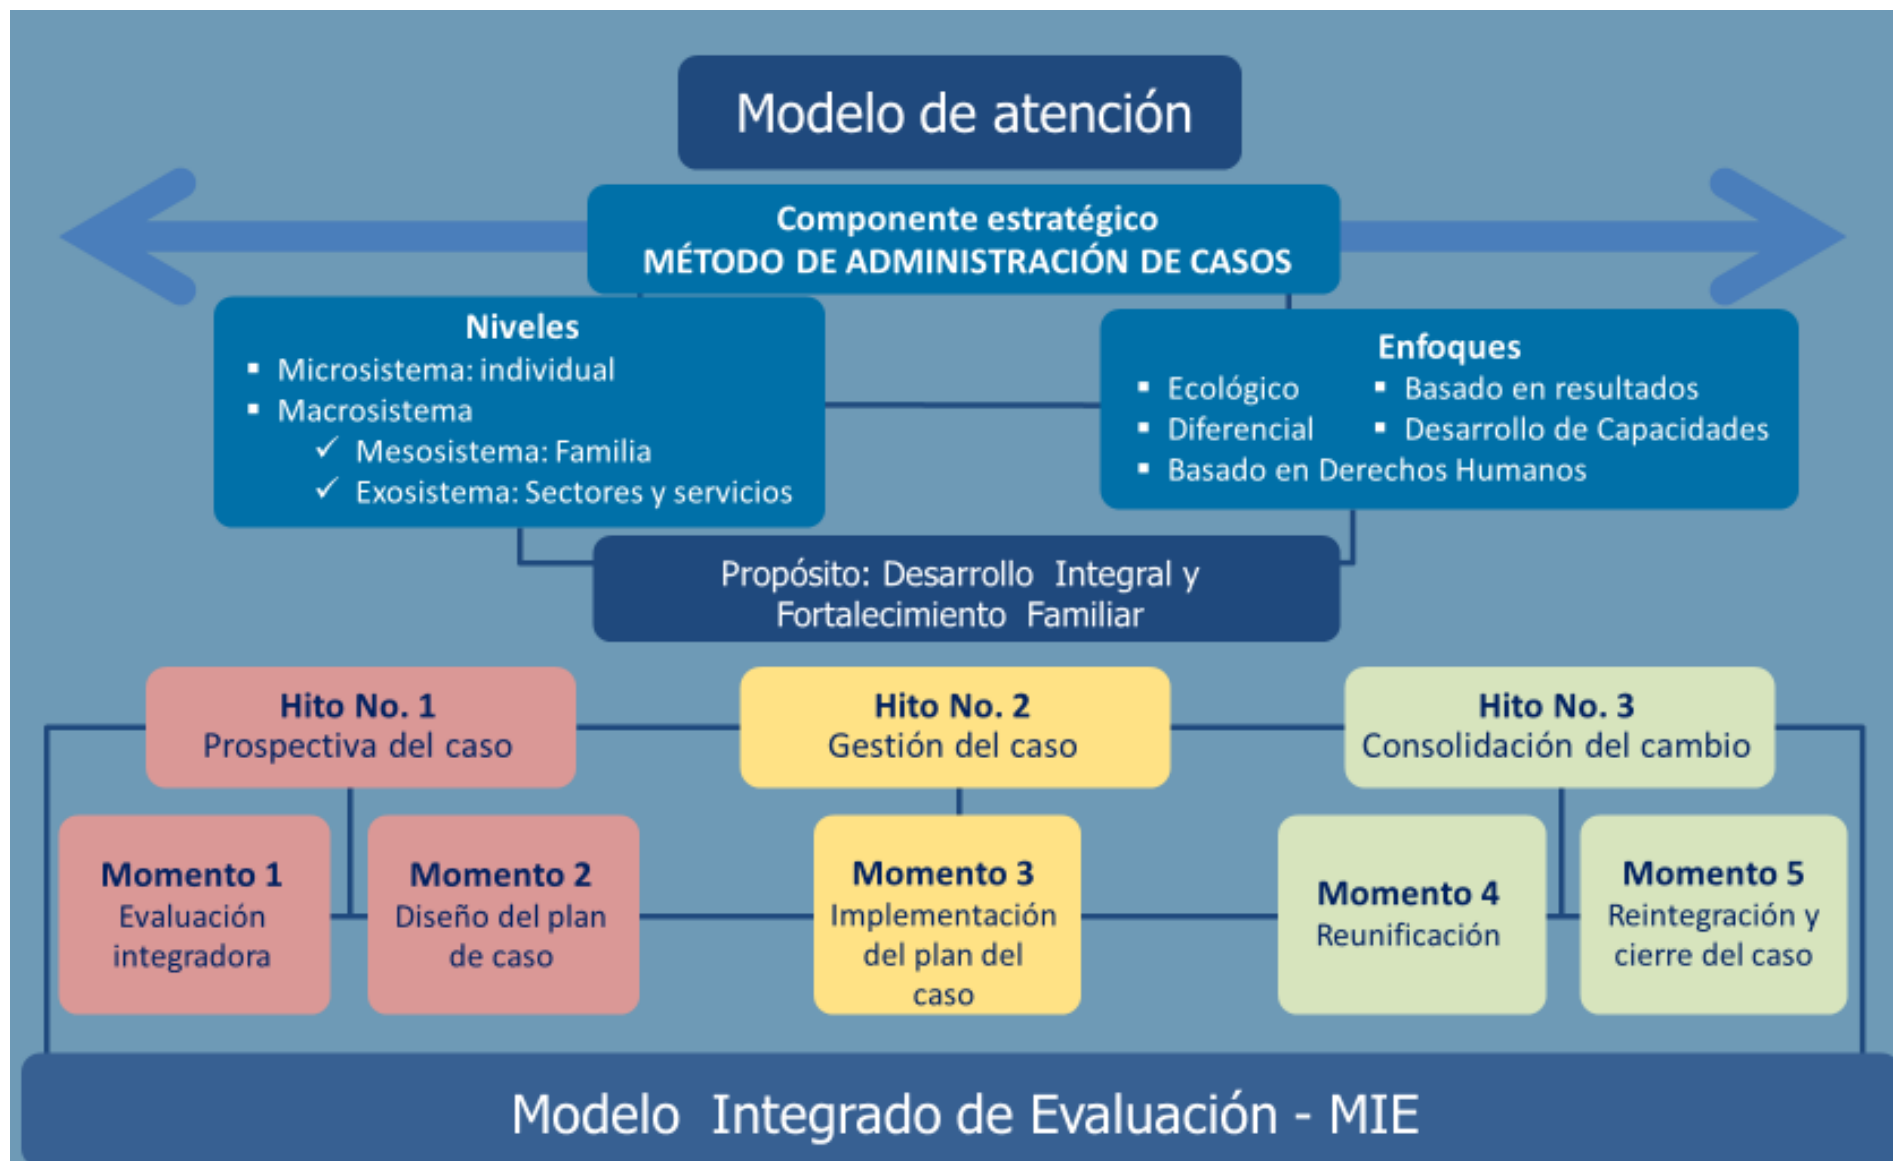 Modelo de atención
Componente estratégico
MÉTODO DE ADMINISTRACIÓN DE CASOS
Niveles
▪ Microsistema: individual
▪ Macrosistema
✓ Mesosistema: Familia
✓ Exosistema: Sectores y servicios
Enfoques
▪ Ecológico ▪ Basado en resultados
▪ Diferencial ▪ Desarrollo de Capacidades
▪ Basado en Derechos Humanos
Propósito: Desarrollo Integral y
Fortalecimiento Familiar
Hito No. 1
Prospectiva del caso
Hito No. 2
Gestión del caso
Hito No. 3
Consolidación del cambio
Momento 1
Evaluación
integradora
Momento 2
Diseño del plan
de caso
Momento 3
Implementación
del plan del
caso
Momento 4
Reunificación
Momento 5
Reintegración y
cierre del caso
Modelo Integrado de Evaluación - MIE